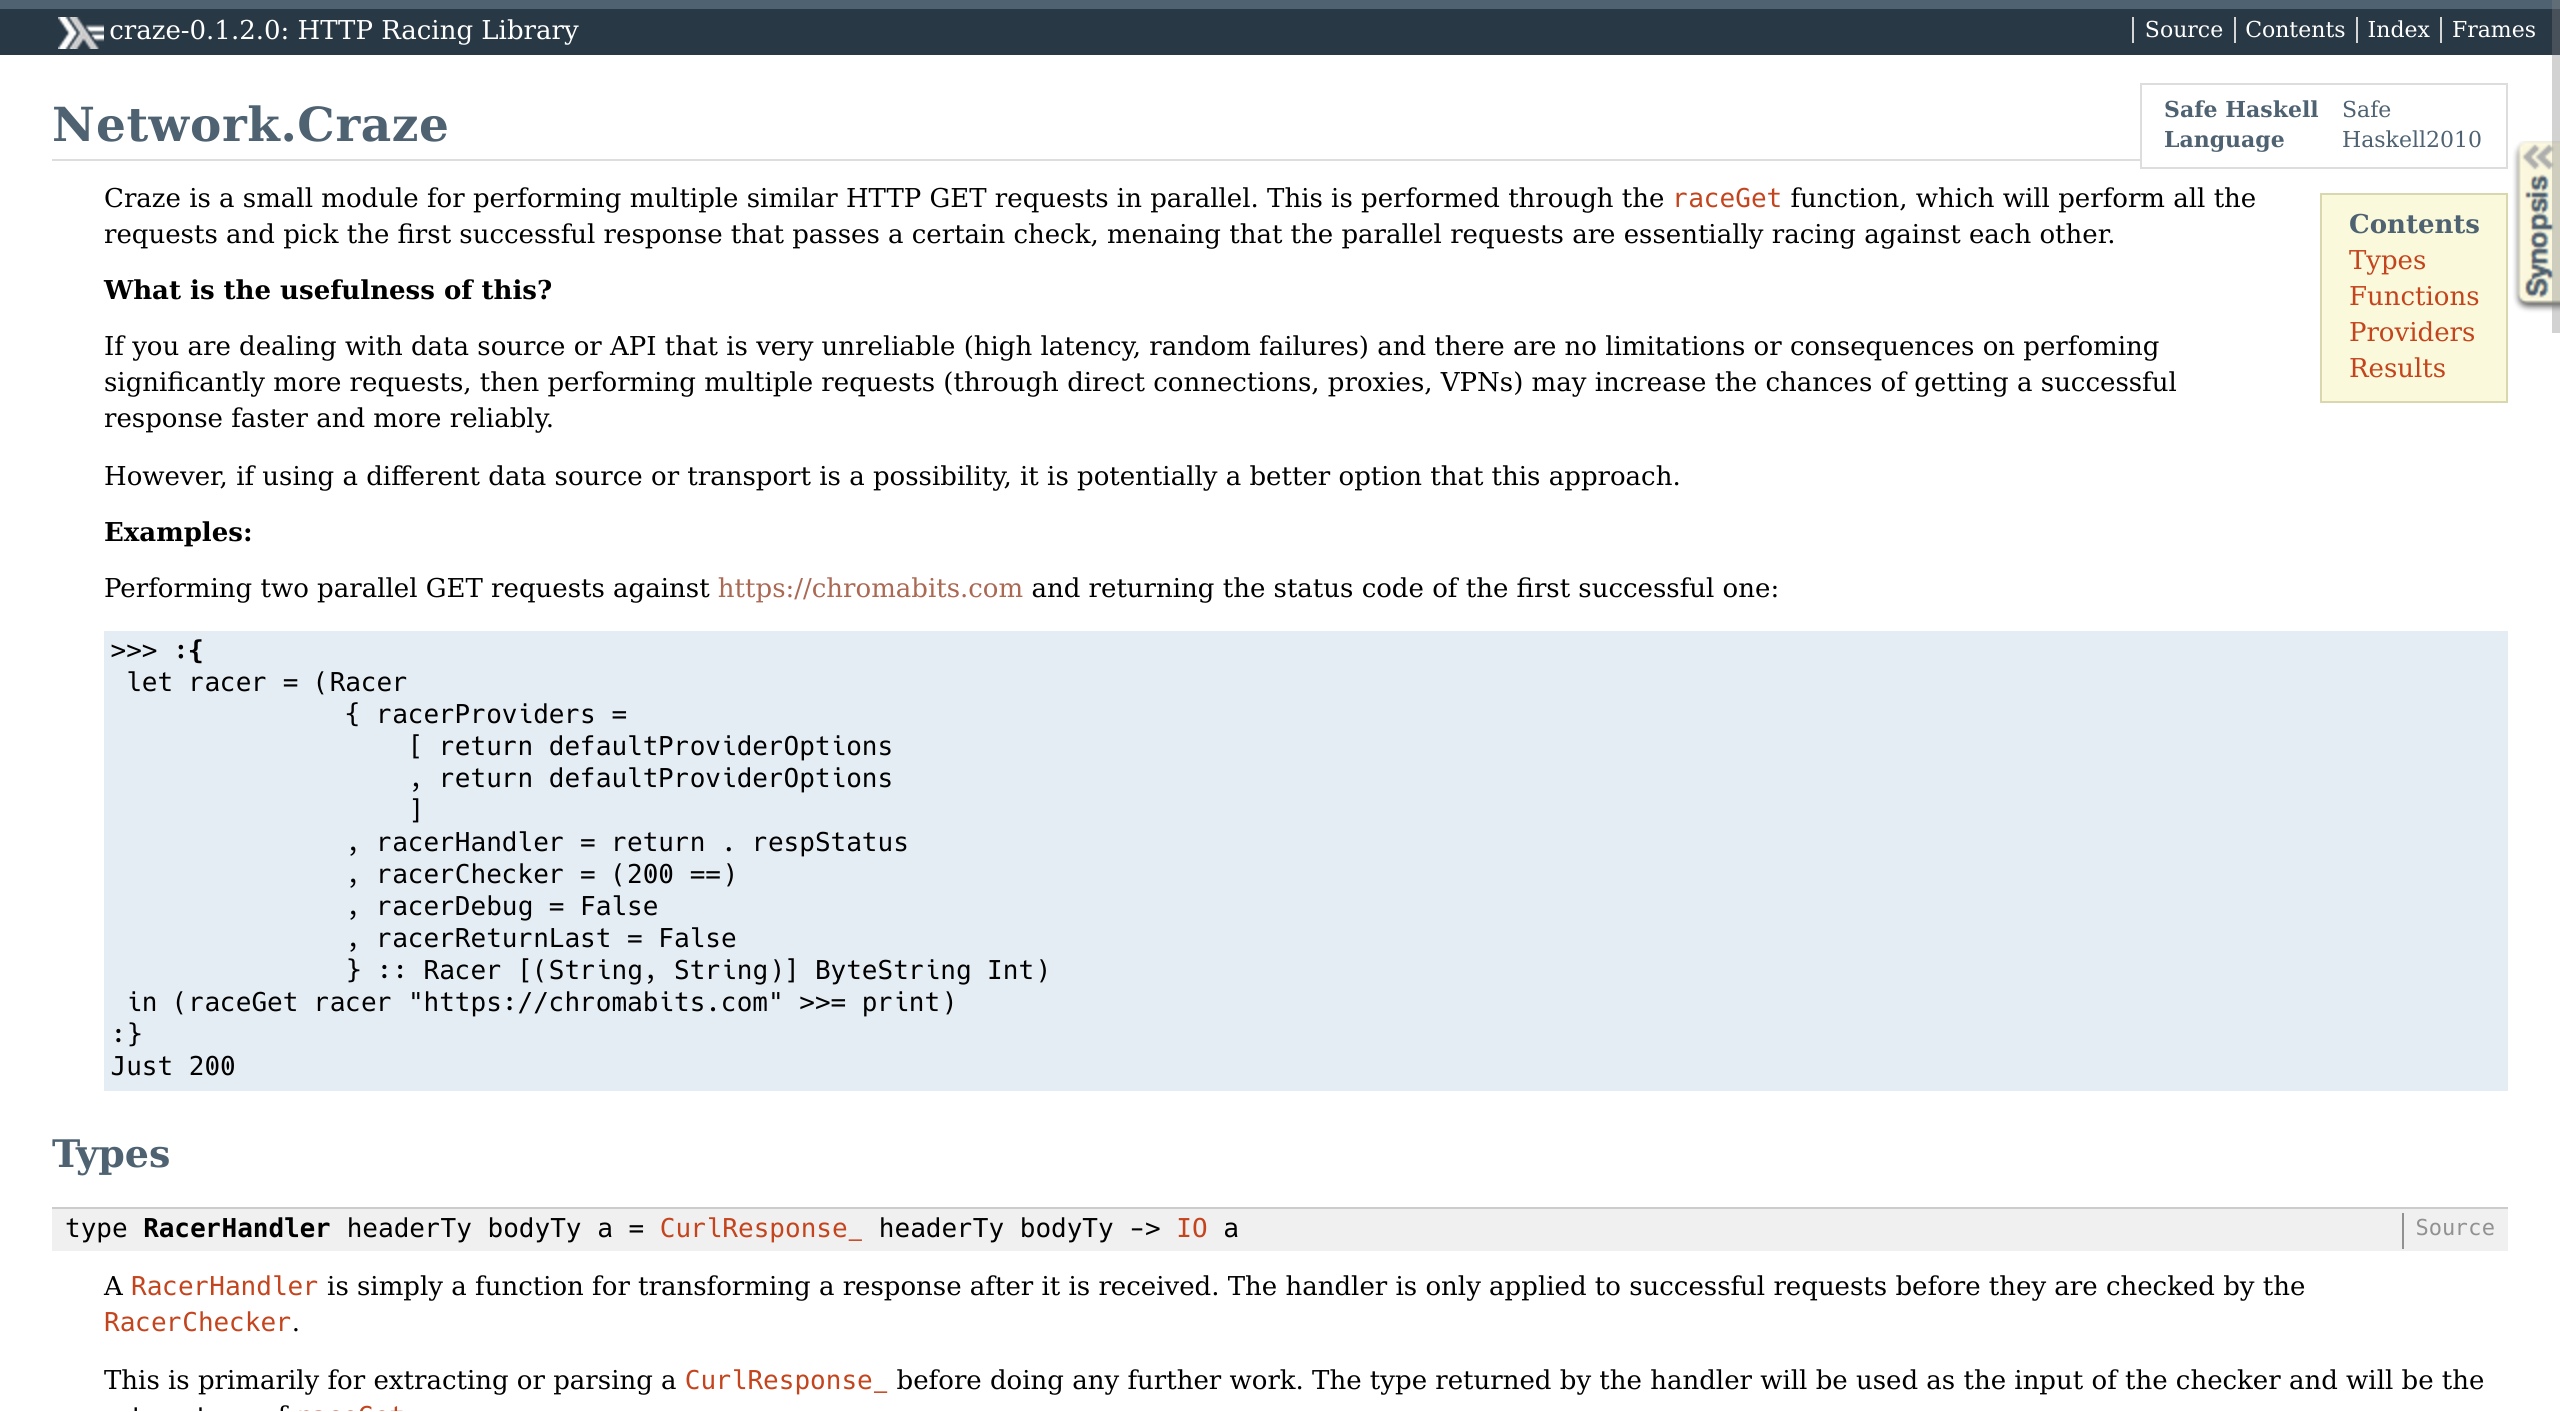 craze-0.1.2.0: HTTP Racing Library
Source
Contents
Index
Frames
Network.Craze
Safe Haskell Safe
Language Haskell2010
Synopsis
Craze is a small module for performing multiple similar HTTP GET requests in parallel. This is performed through the raceGet function, which will perform all the
requests and pick the first successful response that passes a certain check, menaing that the parallel requests are essentially racing against each other.
Contents
Types
Functions
Providers
Results
What is the usefulness of this?
If you are dealing with data source or API that is very unreliable (high latency, random failures) and there are no limitations or consequences on perfoming
significantly more requests, then performing multiple requests (through direct connections, proxies, VPNs) may increase the chances of getting a successful
response faster and more reliably.
However, if using a different data source or transport is a possibility, it is potentially a better option that this approach.
Examples:
Performing two parallel GET requests against https://chromabits.com and returning the status code of the first successful one:
>>> :{
let racer = (Racer
{ racerProviders =
[ return defaultProviderOptions
, return defaultProviderOptions
]
, racerHandler = return . respStatus
, racerChecker = (200 ==)
, racerDebug = False
, racerReturnLast = False
} :: Racer [(String, String)] ByteString Int)
in (raceGet racer "https://chromabits.com" >>= print)
:}
Just 200
Types
type RacerHandler headerTy bodyTy a = CurlResponse_ headerTy bodyTy -> IO a
Source
A RacerHandler is simply a function for transforming a response after it is received. The handler is only applied to successful requests before they are checked by the
RacerChecker.
This is primarily for extracting or parsing a CurlResponse_ before doing any further work. The type returned by the handler will be used as the input of the checker and will be the